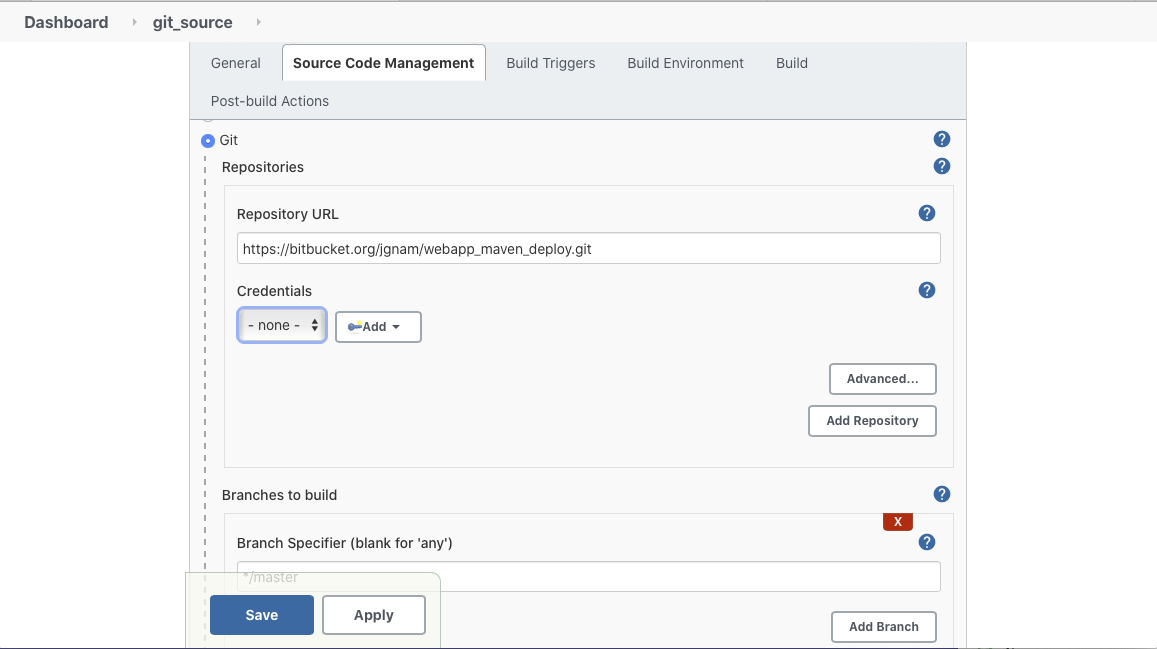 Dashboard git_source
General Source Code Management Build Triggers Build Environment Build
Post-build Actions
Git ?
Repositories ?
Repository URL ?
https://bitbucket.org/jgnam/webapp_maven_deploy.git
Credentials ?
- none - Add
Advanced...
Add Repository
Branches to build ?
X
Branch Specifier (blank for 'any') ?
*/master
Save Apply
Add Branch